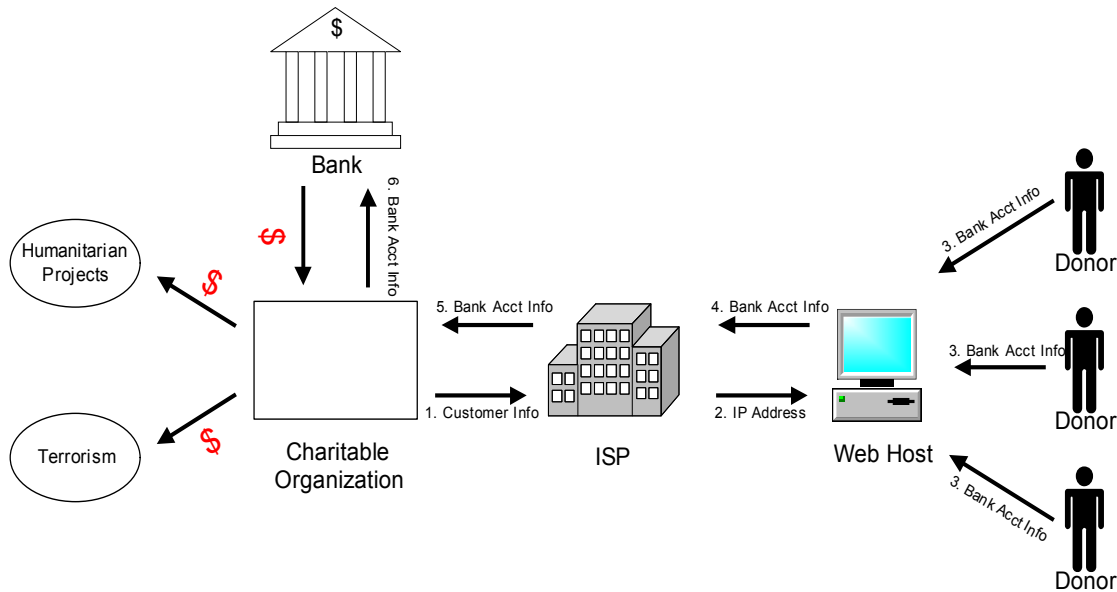 $
Bank
6. Bank Acct Info
$
Humanitarian
Projects
$
Terrorism
$
Charitable
Organization
5. Bank Acct Info
1. Customer Info
ISP
4. Bank Acct Info
2. IP Address
Web Host
3. Bank Acct Info
Donor
3. Bank Acct Info
Donor
3. Bank Acct Info
Donor